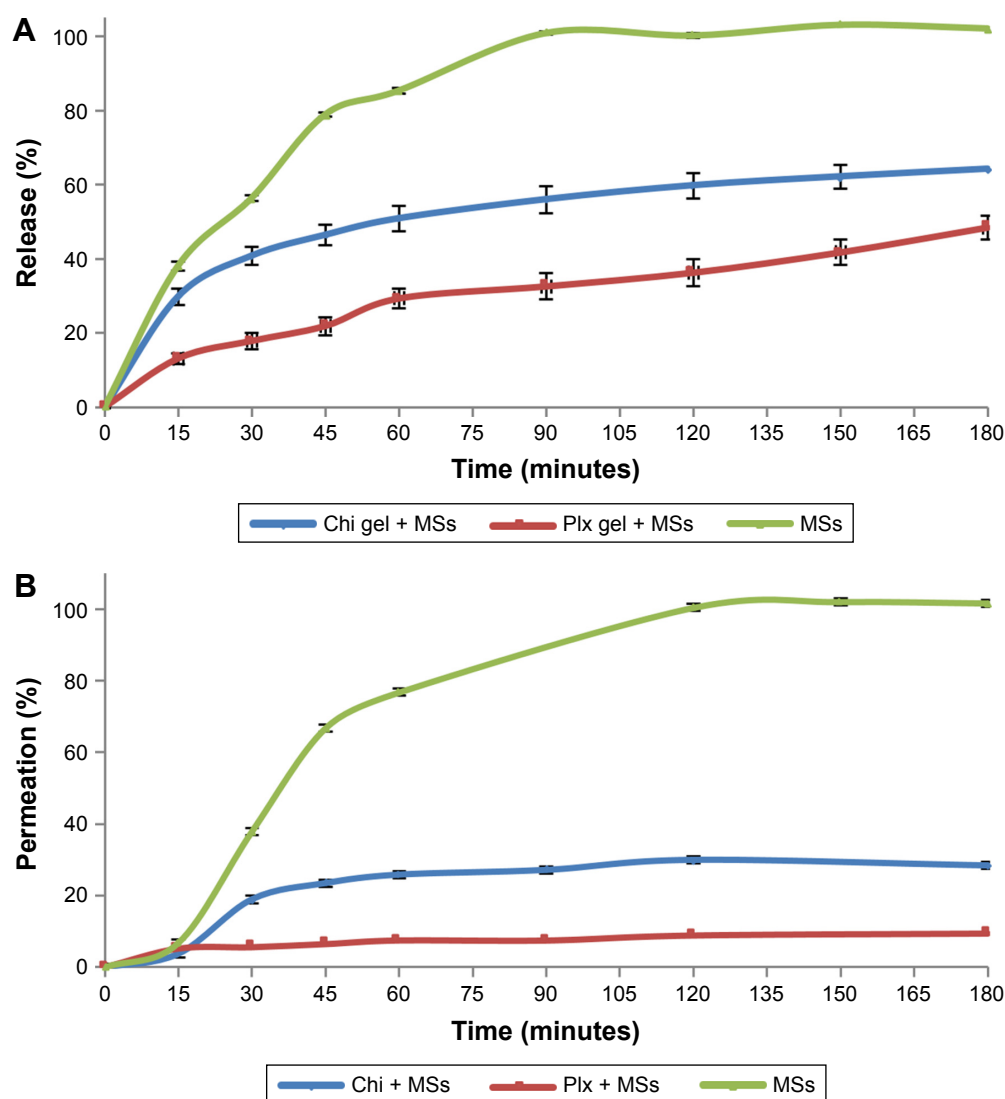 A
Release (%)
100
80
60
40
20
0
0 15 30 45 60 75 90 105 120 135 150 165 180
Time (minutes)
Chi gel + MSs Plx gel + MSs MSs
B
Permeation (%)
100
80
60
40
20
0
0 15 30 45 60 75 90 105 120 135 150 165 180
Time (minutes)
Chi + MSs Plx + MSs MSs